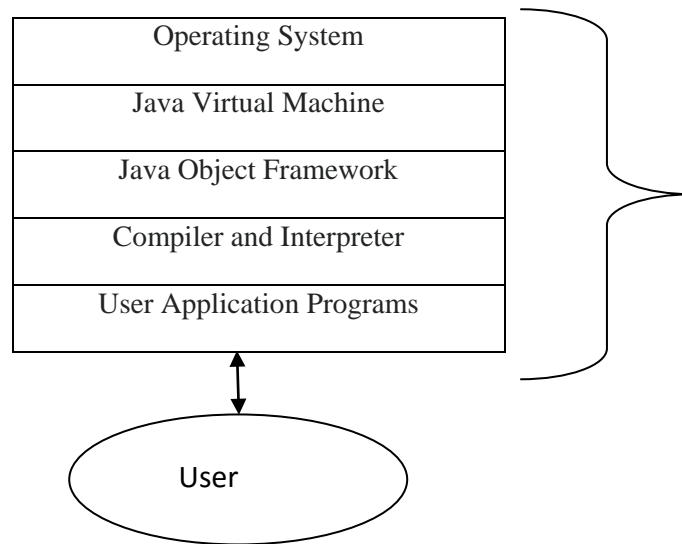 Operating System
Java Virtual Machine
Java Object Framework
Compiler and Interpreter
User Application Programs
User